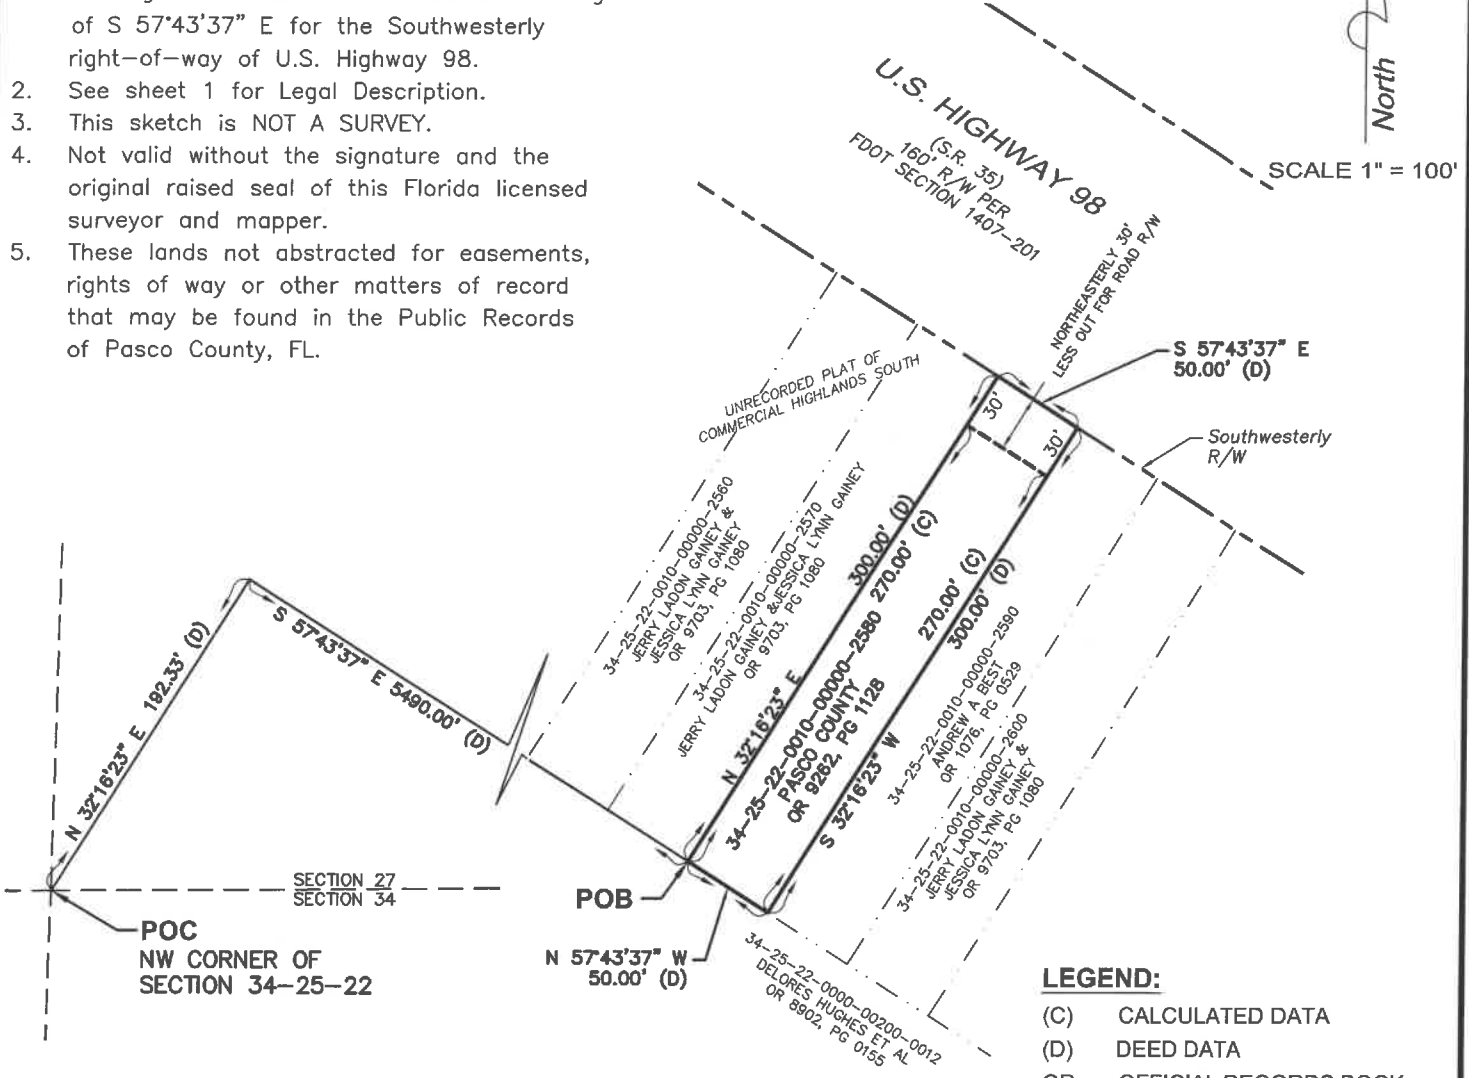 of S 57°43'37" E for the Southwesterly
right-of-way of U.S. Highway 98.
2. See sheet 1 for Legal Description.
3. This sketch is NOT A SURVEY.
4. Not valid without the signature and the
original raised seal of this Florida licensed
surveyor and mapper.
5. These lands not abstracted for easements,
rights of way or other matters of record
that may be found in the Public Records
of Pasco County, FL.
North
SCALE 1" = 100'
U.S. HIGHWAY 98
(S.R. 35)
160' R/W PER
FDOT SECTION 1407-201
NORTHEASTERLY 30'
LESS OUT FOR ROAD R/W
S 57°43'37" E
50.00' (D)
Southwesterly
R/W
UNRECORDED PLAT OF
COMMERCIAL HIGHLANDS SOUTH
30'
30'
34-25-22-0010-00000-2560
JERRY LADON GAINEY &
JESSICA LYNN GAINEY
OR 9703, PG 1080
34-25-22-0010-00000-2570
JERRY LADON GAINEY &JESSICA LYNN GAINEY
OR 9703, PG 1080
N 32°16'23" E
300.00' (D)
270.00' (C)
34-25-22-0010-00000-2580
PASCO COUNTY
OR 9262, PG 1128
270.00' (C)
300.00' (D)
S 32°16'23" W
34-25-22-0010-00000-2590
ANDREW A BEST
OR 1076, PG 0529
34-25-22-0010-00000-2600
JERRY LADON GAINEY &
JESSICA LYNN GAINEY
OR 9703, PG 1080
N 32°16'23" E 192.33' (D)
S 57°43'37" E 5490.00' (D)
SECTION 27
SECTION 34
POC
NW CORNER OF
SECTION 34-25-22
POB
N 57°43'37" W
50.00' (D)
34-25-22-0000-00200-0012
DELORES HUGHES ET AL
OR 8902, PG 0155
LEGEND:
(C) CALCULATED DATA
(D) DEED DATA
OR OFFICIAL RECORDS BOOK